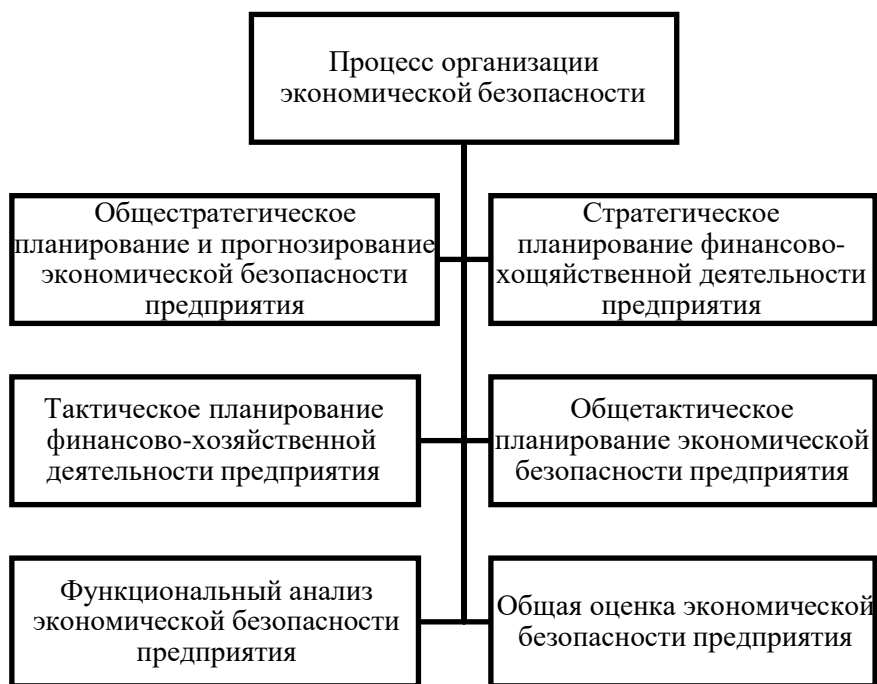 Процесс организации
экономической безопасности
Общестратегическое
планирование и прогнозирование
экономической безопасности
предприятия
Стратегическое
планирование финансово-
хощяйственной деятельности
предприятия
Тактическое планирование
финансово-хозяйственной
деятельности предприятия
Общетактическое
планирование экономической
безопасности предприятия
Функциональный анализ
экономической безопасности
предприятия
Общая оценка экономической
безопасности предприятия